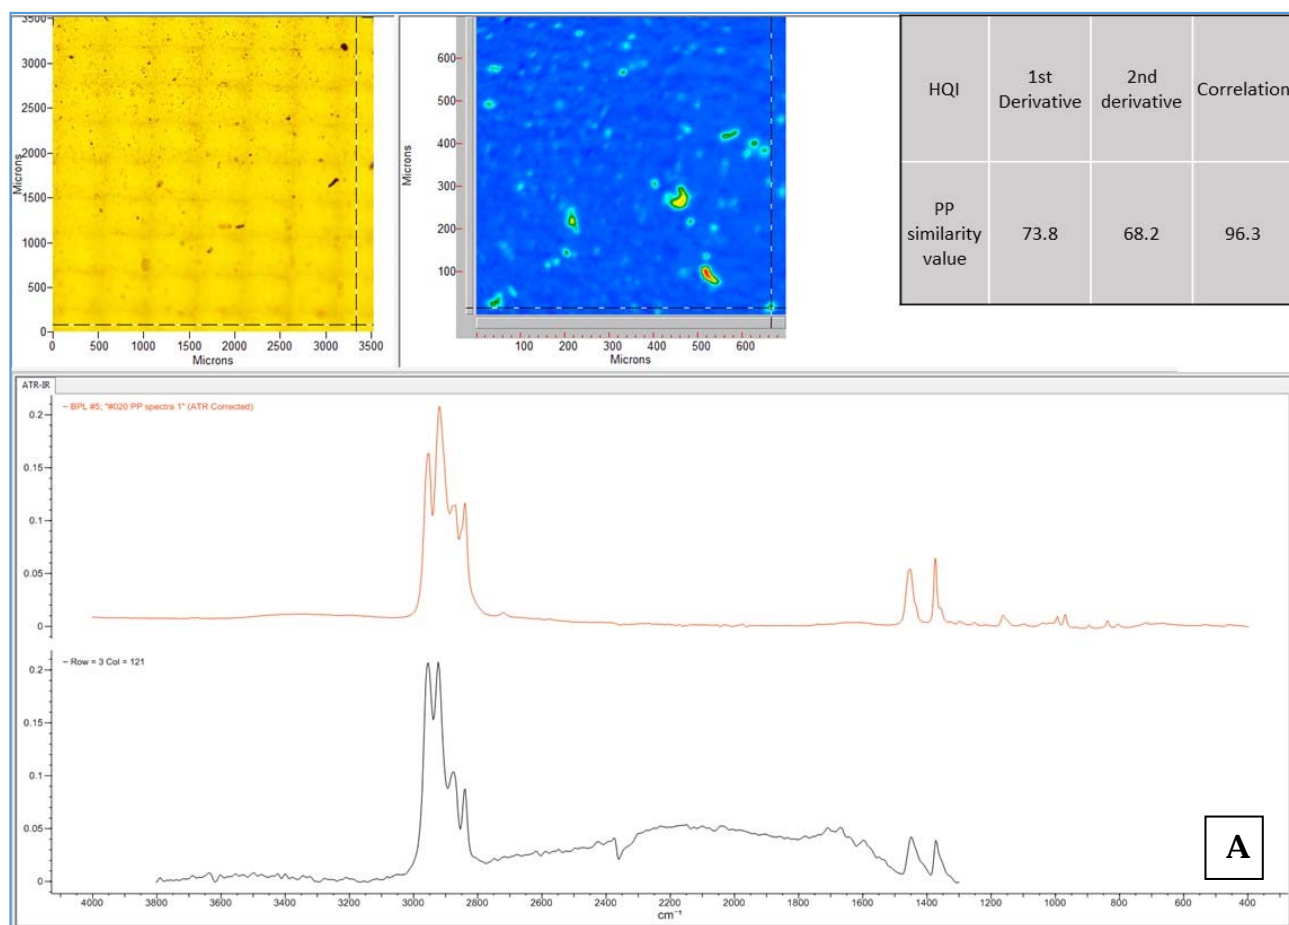 3500
3000
2500
2000
1500
1000
500
0
Microns
0 500 1000 1500 2000 2500 3000 3500
Microns
600
500
400
300
200
100
Microns
100 200 300 400 500 600
Microns
HQI 1st Derivative 2nd derivative Correlation
PP similarity value 73.8 68.2 96.3
ATR-IR
– BPL #5; "#020 PP spectra 1" (ATR Corrected)
0.2
0.15
0.1
0.05
0
– Row = 3 Col = 121
0.2
0.15
0.1
0.05
0
A
4000 3800 3600 3400 3200 3000 2800 2600 2400 2200 2000 1800 1600 1400 1200 1000 800 600 400
cm⁻¹